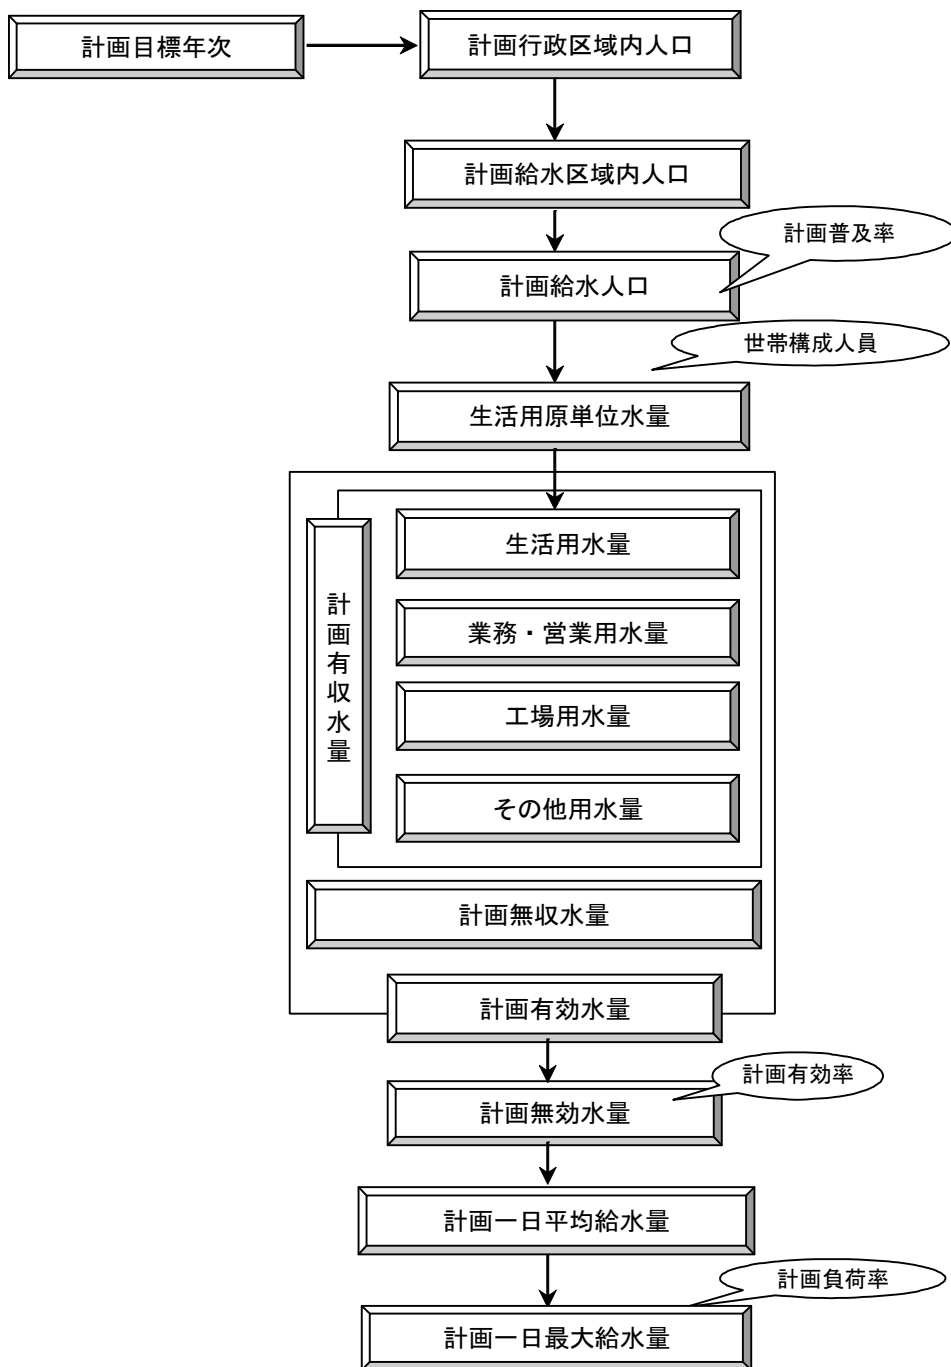 計画目標年次
計画行政区域内人口
計画給水区域内人口
計画普及率
計画給水人口
世帯構成人員
生活用原単位水量
計画有収水量
生活用水量
業務・営業用水量
工場用水量
その他用水量
計画無収水量
計画有効水量
計画有効率
計画無効水量
計画一日平均給水量
計画負荷率
計画一日最大給水量